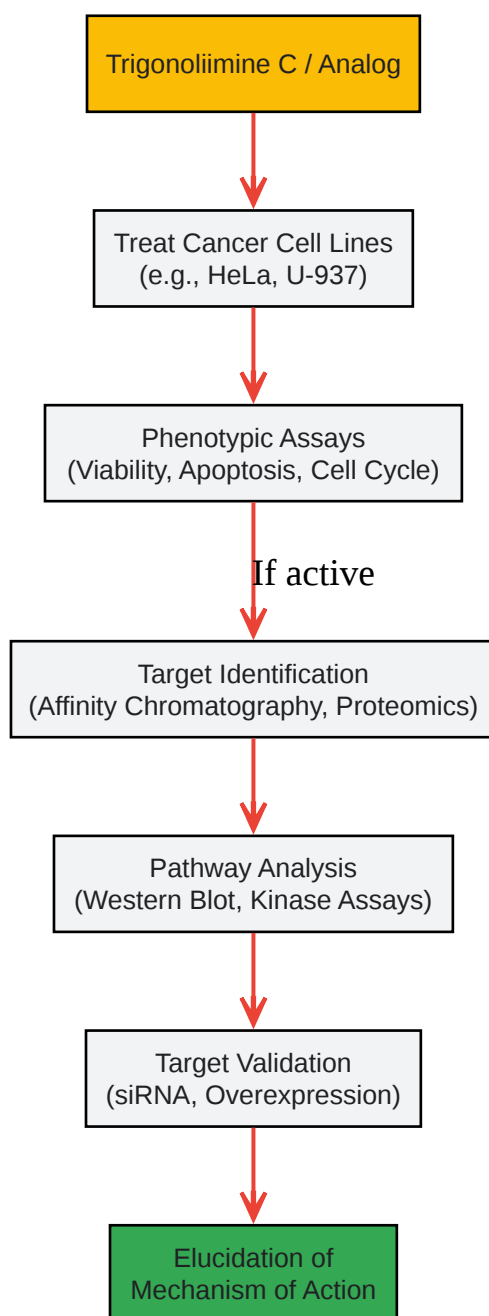 Trigonoliimine C / Analog
Treat Cancer Cell Lines
(e.g., HeLa, U-937)
Phenotypic Assays
(Viability, Apoptosis, Cell Cycle)
If active
Target Identification
(Affinity Chromatography, Proteomics)
Pathway Analysis
(Western Blot, Kinase Assays)
Target Validation
(siRNA, Overexpression)
Elucidation of
Mechanism of Action